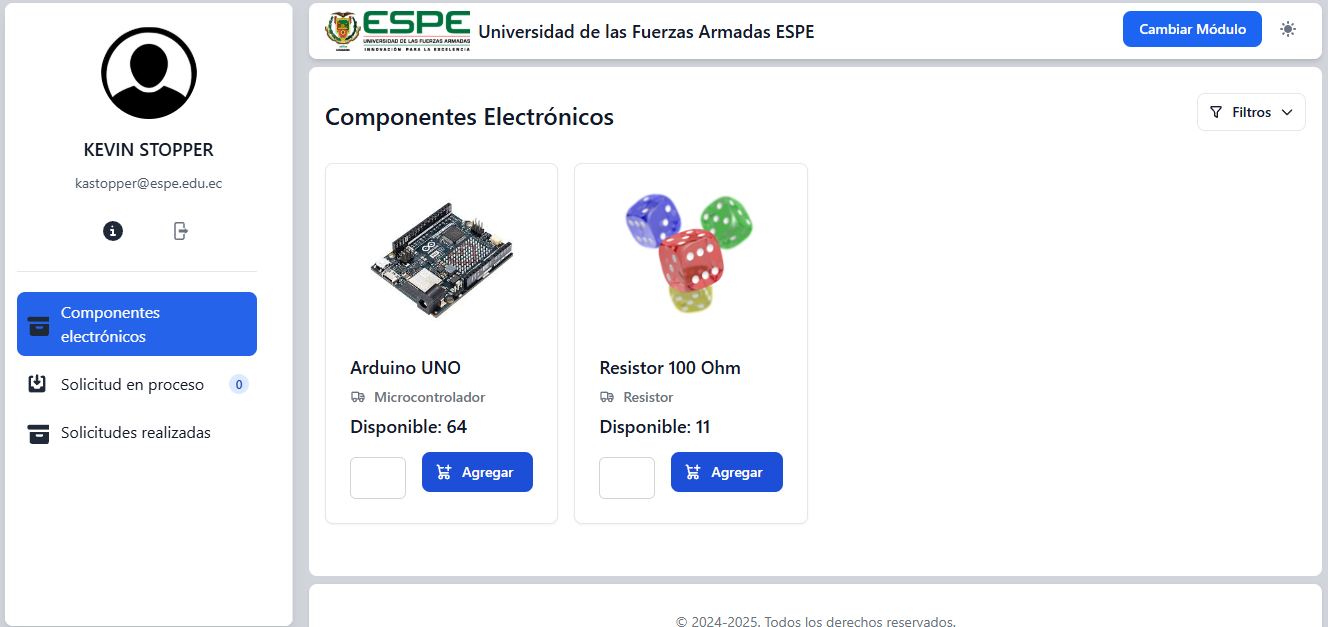 KEVIN STOPPER
kastopper@espe.edu.ec
Componentes
electrónicos
Solicitud en proceso 0
Solicitudes realizadas
ESPE
UNIVERSIDAD DE LAS FUERZAS ARMADAS
INNOVACIÓN PARA LA EXCELENCIA
Universidad de las Fuerzas Armadas ESPE
Cambiar Módulo
Componentes Electrónicos
Filtros
Arduino UNO
Microcontrolador
Disponible: 64
Agregar
Resistor 100 Ohm
Resistor
Disponible: 11
Agregar
© 2024-2025. Todos los derechos reservados.